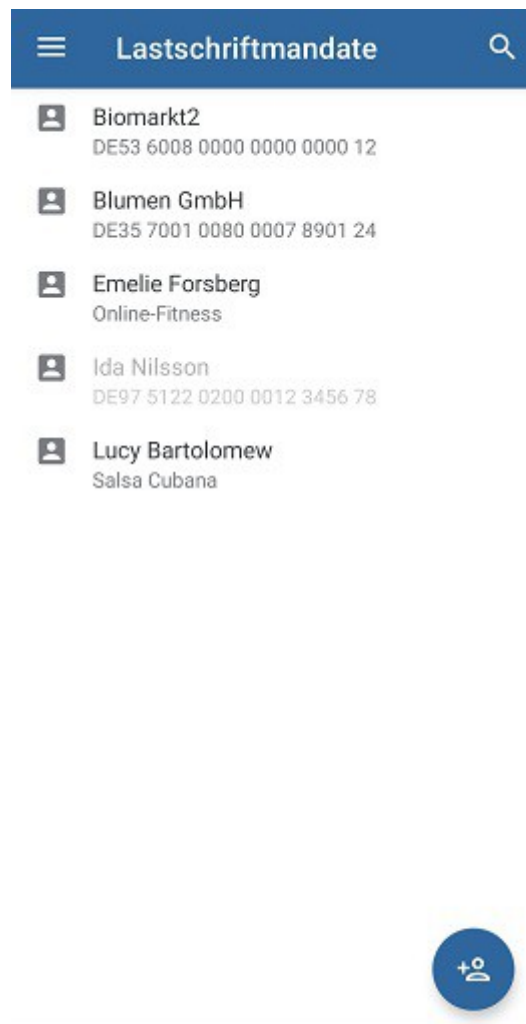 Lastschriftmandate
Biomarkt2
DE53 6008 0000 0000 0000 12
Blumen GmbH
DE35 7001 0080 0007 8901 24
Emelie Forsberg
Online-Fitness
Ida Nilsson
DE97 5122 0200 0012 3456 78
Lucy Bartolomew
Salsa Cubana